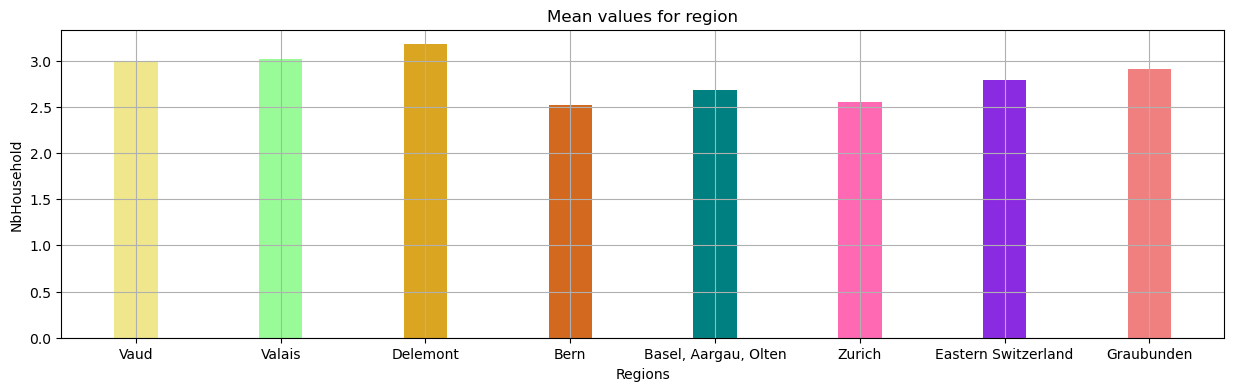 Mean values for region
NbHousehold
3.0
2.5
2.0
1.5
1.0
0.5
0.0
Vaud Valais Delemont Bern Basel, Aargau, Olten Zurich Eastern Switzerland Graubunden
Regions